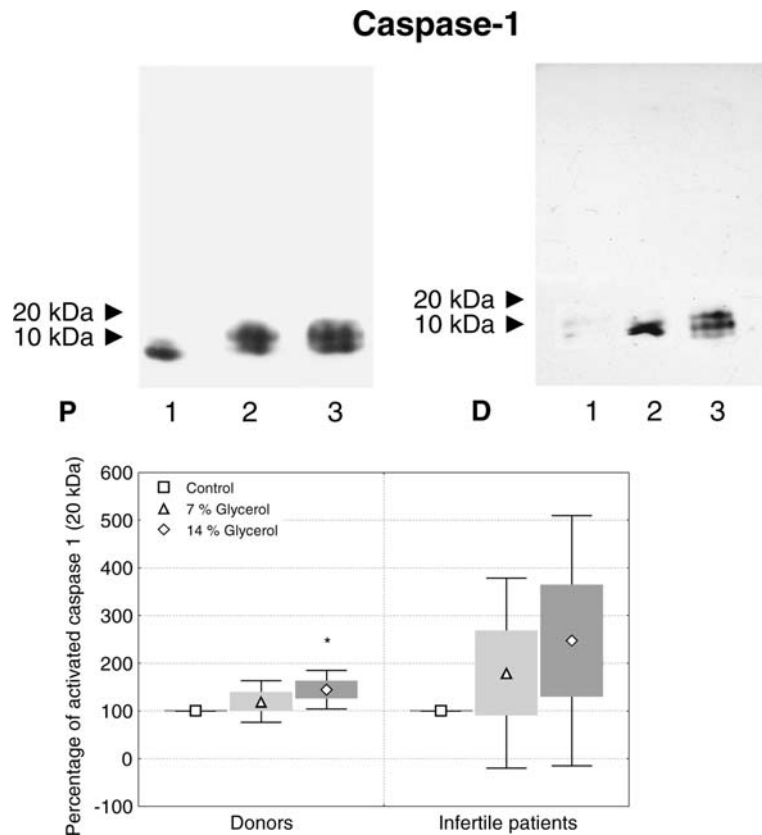 Caspase-1
20 kDa ►
10 kDa ►
P 1 2 3
20 kDa ►
10 kDa ►
D 1 2 3
Percentage of activated caspase 1 (20 kDa)
600
500
400
300
200
100
0
-100
Control
7 % Glycerol
14 % Glycerol
*
Donors
Infertile patients